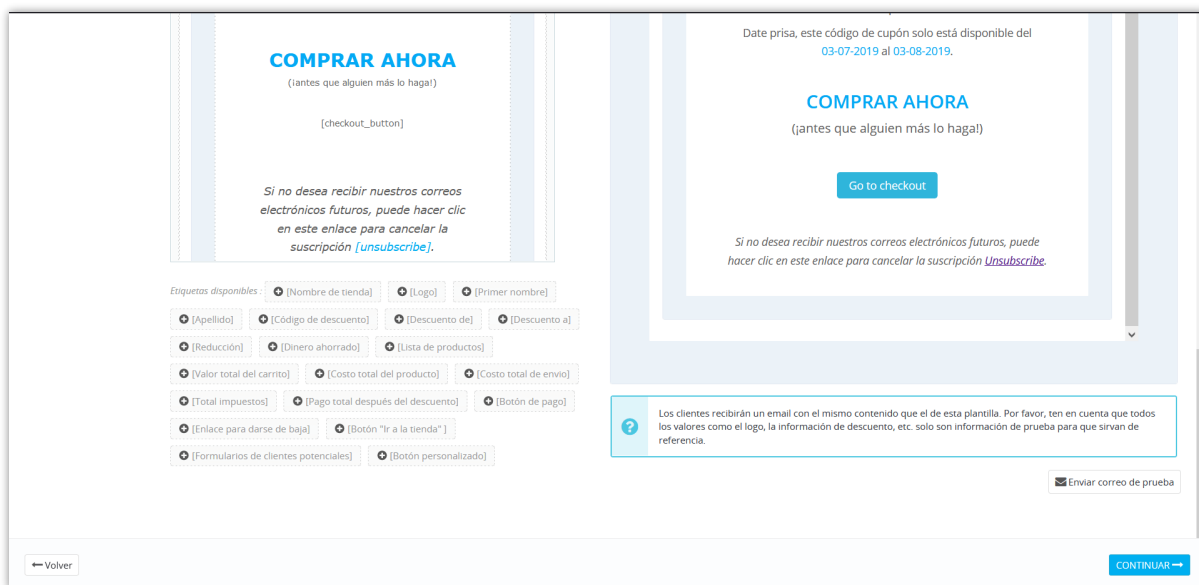 COMPRAR AHORA
(¡antes que alguien más lo haga!)
[checkout_button]
Si no desea recibir nuestros correos
electrónicos futuros, puede hacer clic
en este enlace para cancelar la
suscripción [unsubscribe].
Etiquetas disponibles : [Nombre de tienda] [Logo] [Primer nombre]
[Apellido] [Código de descuento] [Descuento de] [Descuento a]
[Reducción] [Dinero ahorrado] [Lista de productos]
[Valor total del carrito] [Costo total del producto] [Costo total de envio]
[Total impuestos] [Pago total después del descuento] [Botón de pago]
[Enlace para darse de baja] [Botón "Ir a la tienda" ]
[Formularios de clientes potenciales] [Botón personalizado]
Date prisa, este código de cupón solo está disponible del
03-07-2019 al 03-08-2019.
COMPRAR AHORA
(¡antes que alguien más lo haga!)
Go to checkout
Si no desea recibir nuestros correos electrónicos futuros, puede
hacer clic en este enlace para cancelar la suscripción Unsubscribe.
Los clientes recibirán un email con el mismo contenido que el de esta plantilla. Por favor, ten en cuenta que todos
los valores como el logo, la información de descuento, etc. solo son información de prueba para que sirvan de
referencia.
Enviar correo de prueba
Volver
CONTINUAR